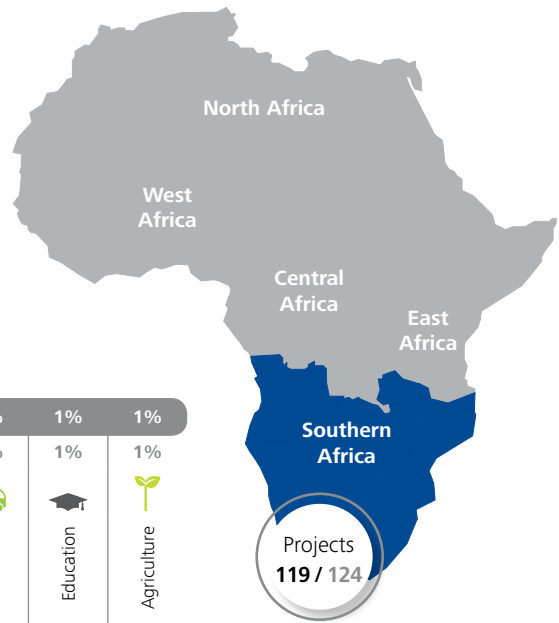 North Africa
West
Africa
Central
Africa
East
Africa
Southern
Africa
Projects
119 / 124
% 1% 1%
% 1% 1%
Education
Agriculture